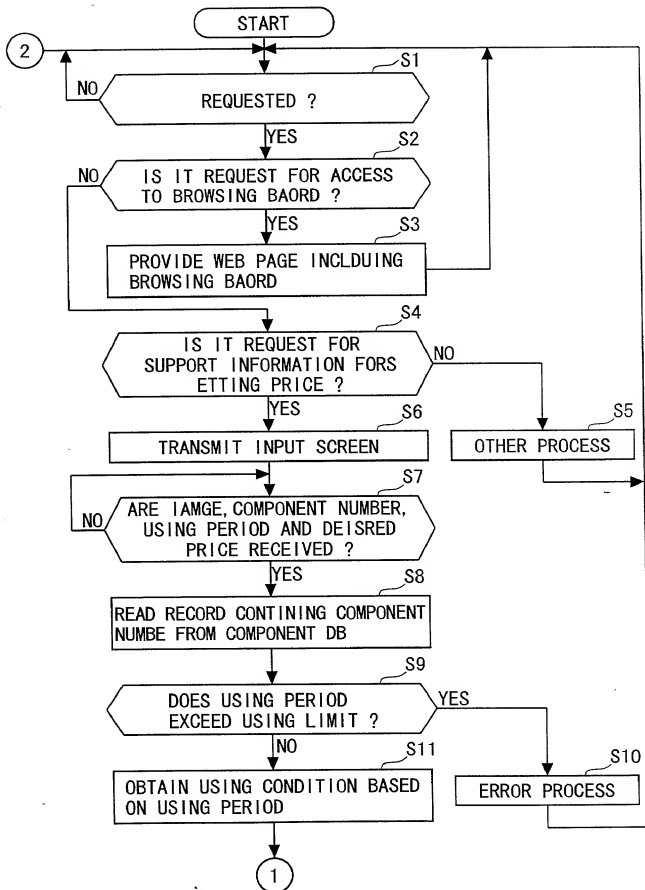 START
2
S1
NO
REQUESTED ?
YES
S2
NO
IS IT REQUEST FOR ACCESS
TO BROWSING BAORD ?
YES
S3
PROVIDE WEB PAGE INCLDUING
BROWSING BAORD
S4
IS IT REQUEST FOR
SUPPORT INFORMATION FORS
ETTING PRICE ?
NO
YES
S6
S5
TRANSMIT INPUT SCREEN
OTHER PROCESS
S7
NO
ARE IAMGE, COMPONENT NUMBER,
USING PERIOD AND DEISRED
PRICE RECEIVED ?
YES
S8
READ RECORD CONTINING COMPONENT
NUMBE FROM COMPONENT DB
S9
DOES USING PERIOD
EXCEED USING LIMIT ?
YES
NO
S11
S10
OBTAIN USING CONDITION BASED
ON USING PERIOD
ERROR PROCESS
1